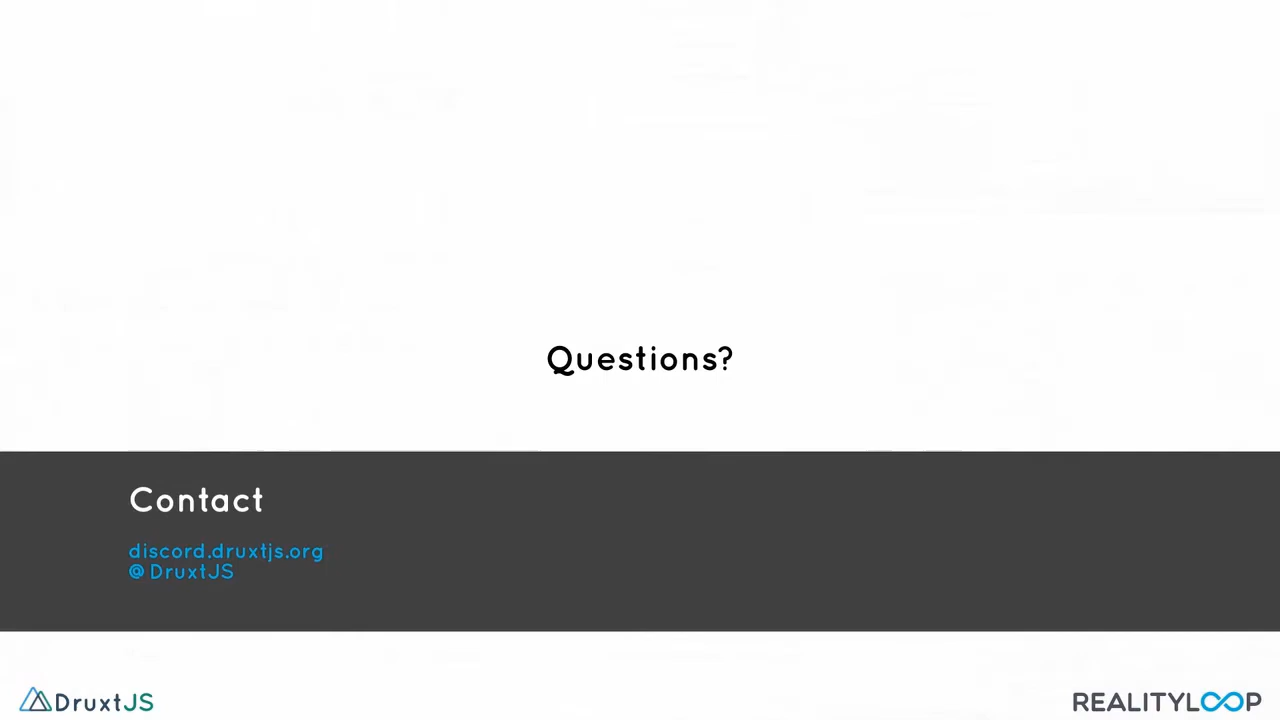 Questions?
Contact
discord.druxtjs.org
@DruxtJS
DruxtJS
REALITYLOOP